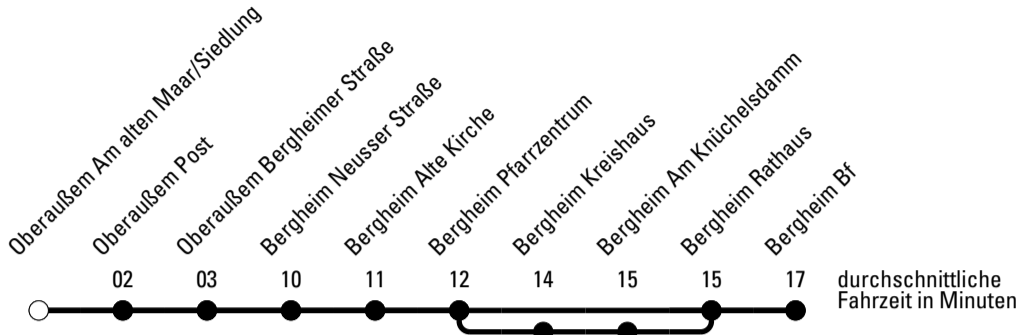 Oberaußem Am alten Maar/Siedlung
Oberaußem Post
Oberaußem Bergheimer Straße
Bergheim Neusser Straße
Bergheim Alte Kirche
Bergheim Pfarrzentrum
Bergheim Kreishaus
Bergheim Am Knüchelsdamm
Bergheim Rathaus
Bergheim Bf
02 03 10 11 12 14 15 15 17 durchschnittliche
Fahrzeit in Minuten